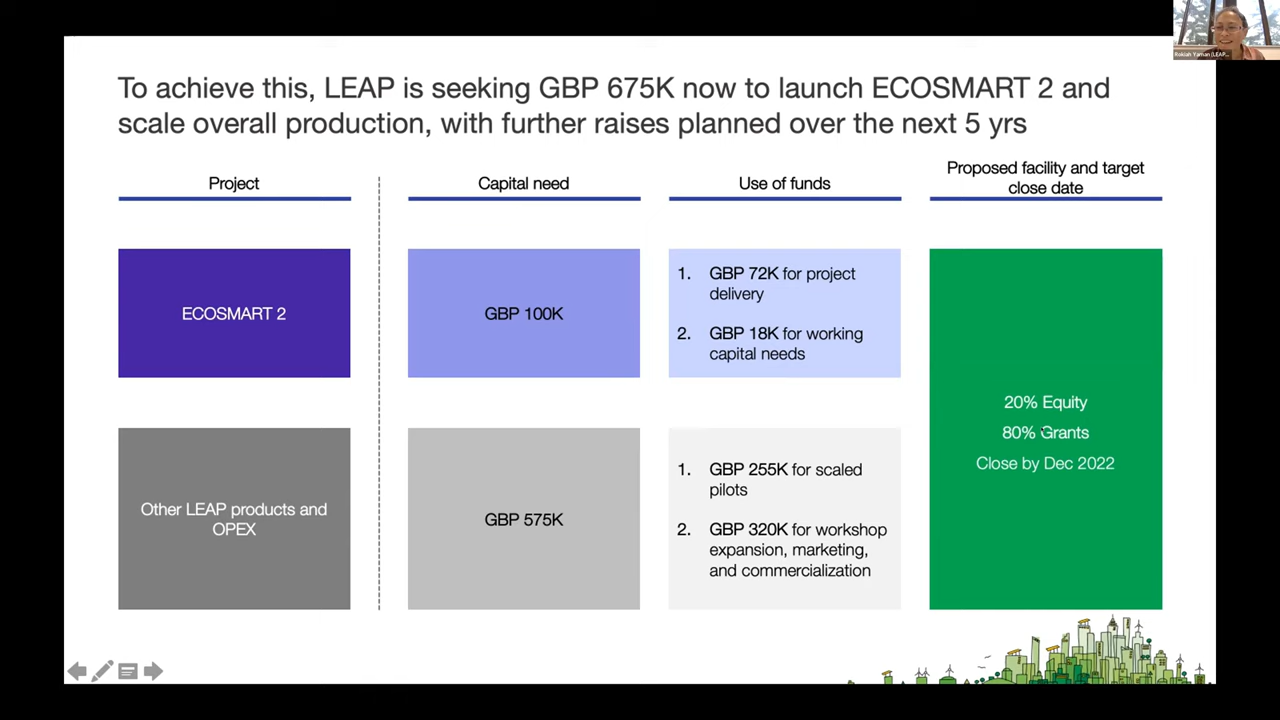 To achieve this, LEAP is seeking GBP 675K now to launch ECOSMART 2 and
scale overall production, with further raises planned over the next 5 yrs
Project
Capital need
Use of funds
Proposed facility and target
close date
ECOSMART 2
GBP 100K
1. GBP 72K for project
delivery
2. GBP 18K for working
capital needs
20% Equity
80% Grants
Close by Dec 2022
Other LEAP products and
OPEX
GBP 575K
1. GBP 255K for scaled
pilots
2. GBP 320K for workshop
expansion, marketing,
and commercialization
Rokiah Yaman (LEAP...